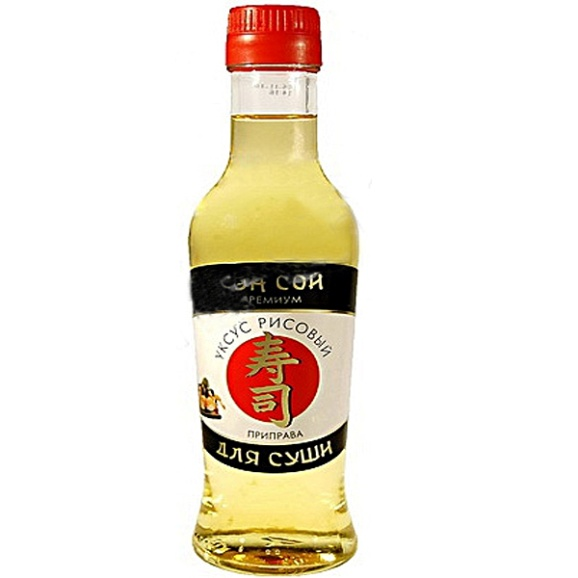 СЭН СОЙ
ПРЕМИУМ
УКСУС РИСОВЫЙ
寿司
ПРИПРАВА
ДЛЯ СУШИ